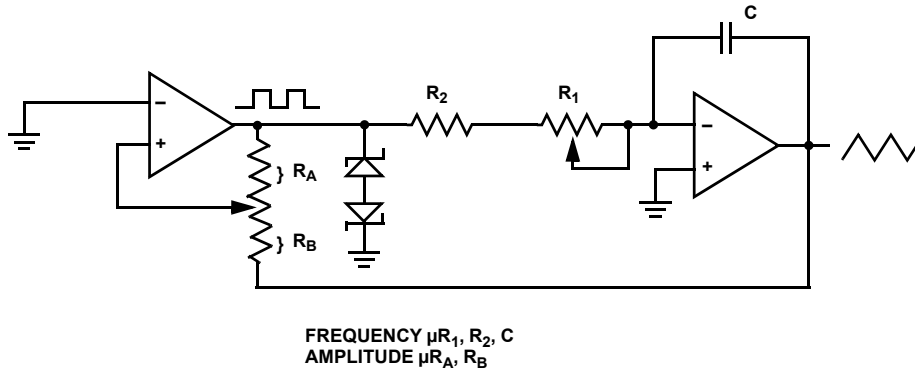 C
R2
R1
−
+
} RA
} RB
−
+
FREQUENCY µR1, R2, C
AMPLITUDE µRA, RB